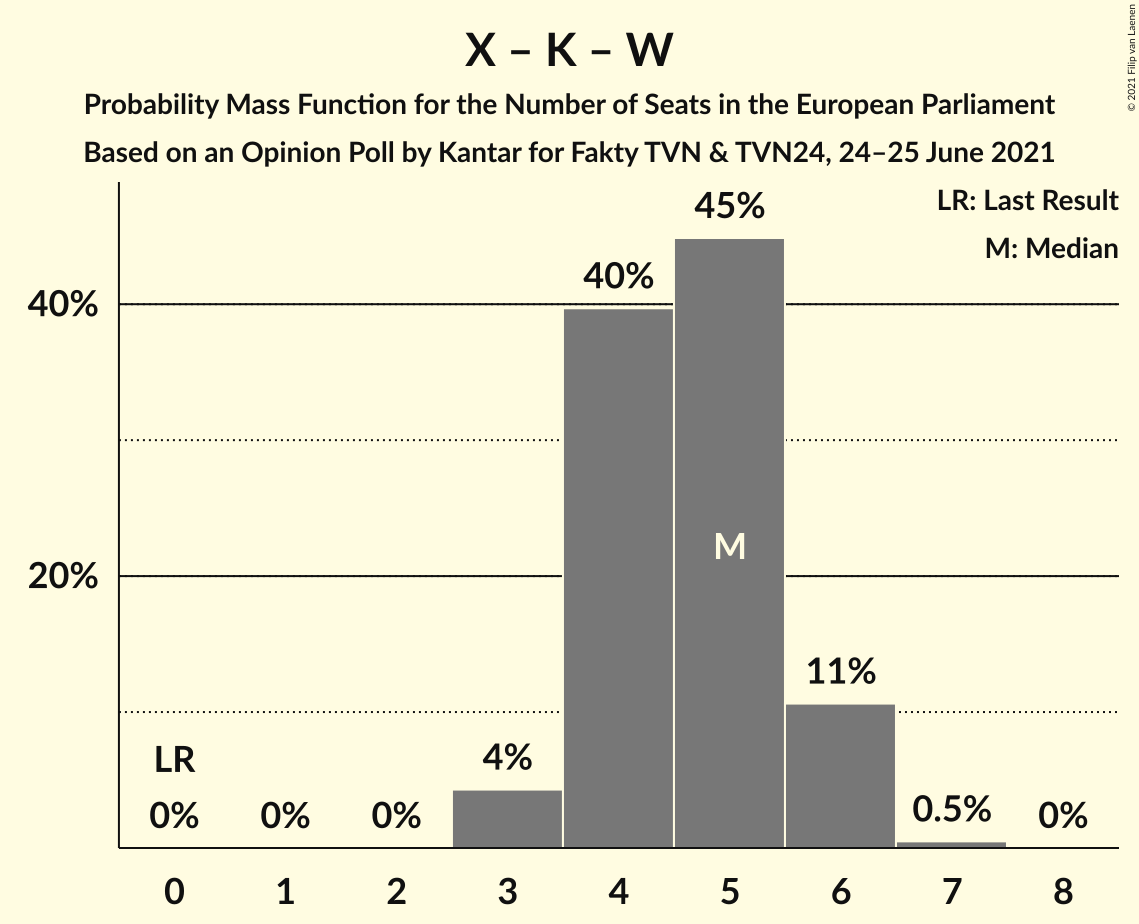 X – K – W
Probability Mass Function for the Number of Seats in the European Parliament
Based on an Opinion Poll by Kantar for Fakty TVN & TVN24, 24–25 June 2021
© 2021 Filip van Laenen
LR: Last Result
M: Median
40%
20%
LR
0%
0%
0%
4%
40%
45%
M
11%
0.5%
0%
0 1 2 3 4 5 6 7 8